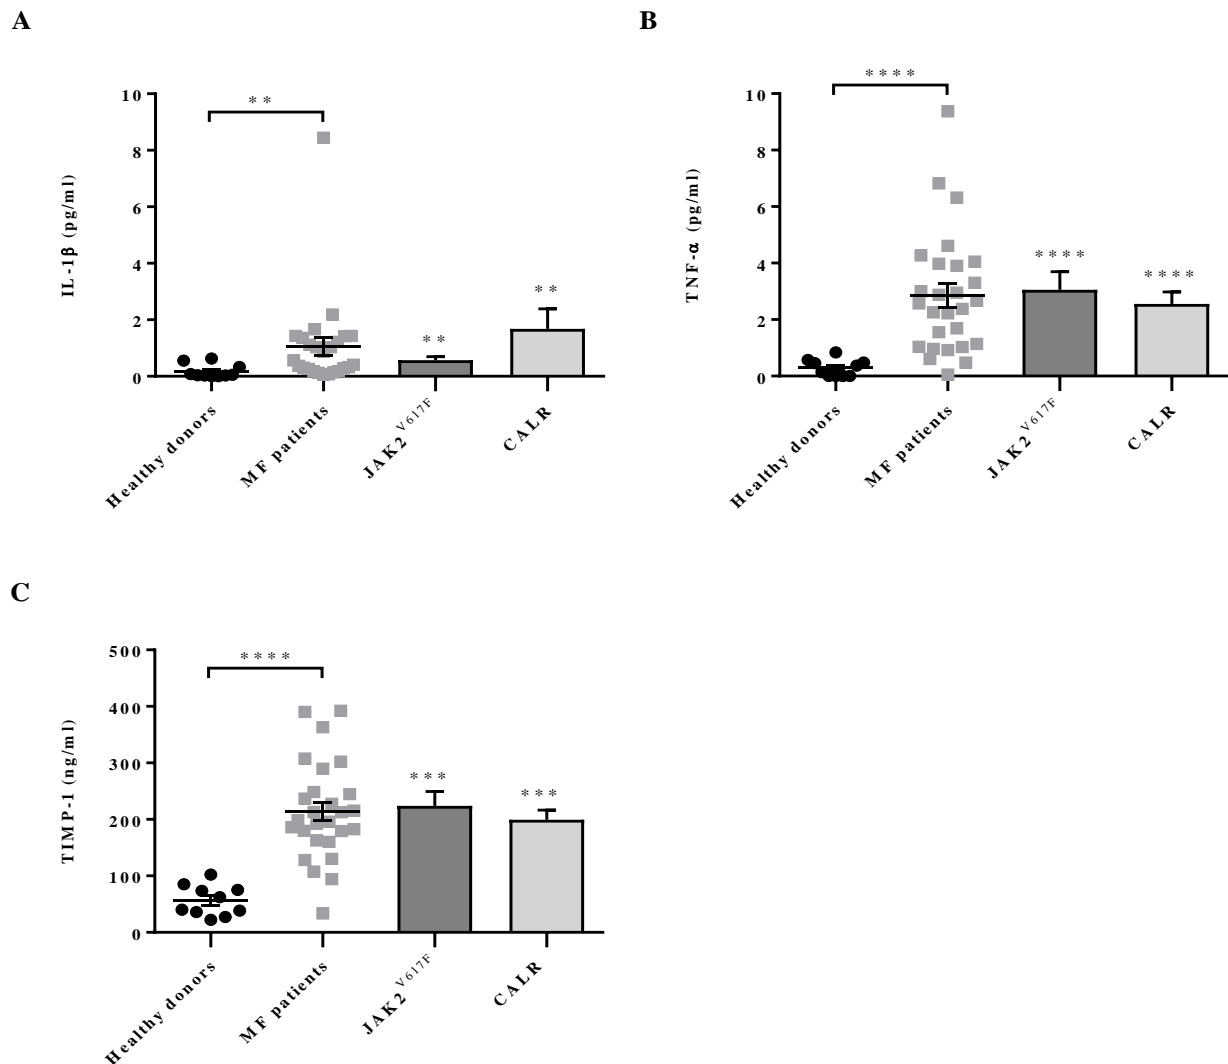 A
**
10
8
6
4
2
0
IL-1β (pg/ml)
**
**
Healthy donors
MF patients
JAK2V617F
CALR
B
****
10
8
6
4
2
0
TNF-α (pg/ml)
****
****
Healthy donors
MF patients
JAK2V617F
CALR
C
****
500
400
300
200
100
0
TIMP-1 (ng/ml)
***
***
Healthy donors
MF patients
JAK2V617F
CALR